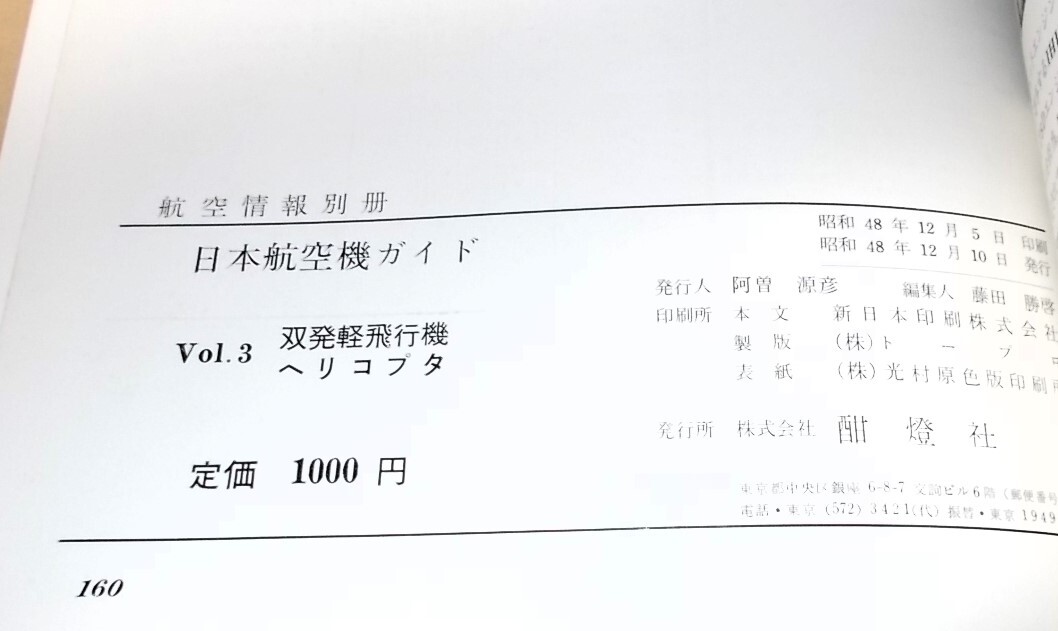 航空情報別册
日本航空機ガイド
Vol. 3 双発軽飛行機
ヘリコプタ
定価 1000 円
昭和 48 年 12 月 5 日 印刷
昭和 48 年 12 月 10 日 発行
発行人 阿曽 源彦 編集人 藤田 勝啓
印刷所 本文 新日本印刷株式会社
製版 (株)トープロ
表紙 (株)光村原色版印刷所
発行所 株式会社 酣燈社
東京都中央区銀座 6-8-7 交詢ビル6階 (郵便番号
電話・東京 (572) 3421(代) 振替・東京 1949
160